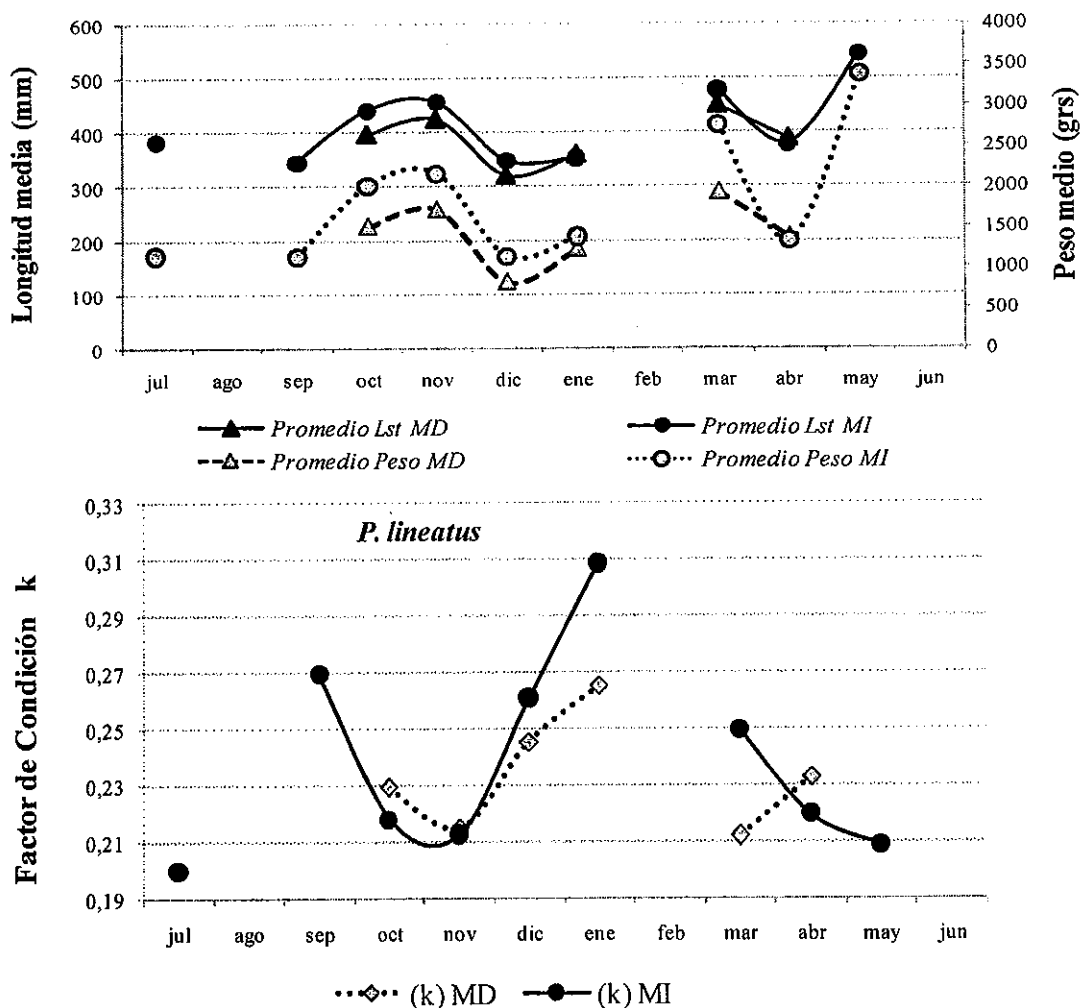 Longitud media (mm)
600
500
400
300
200
100
0
Peso medio (grs)
4000
3500
3000
2500
2000
1500
1000
500
0
jul ago sep oct nov dic ene feb mar abr may jun
Promedio Lst MD
Promedio Lst MI
Promedio Peso MD
Promedio Peso MI
P. lineatus
Factor de Condición k
0,33
0,31
0,29
0,27
0,25
0,23
0,21
0,19
jul ago sep oct nov dic ene feb mar abr may jun
(k) MD (k) MI